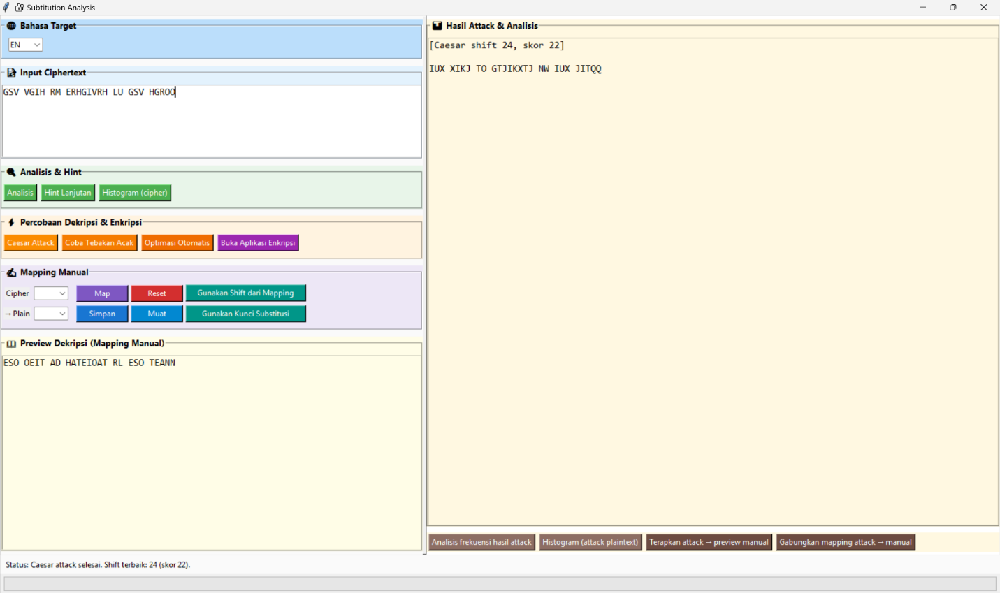 Subtitution Analysis
Bahasa Target
EN
Input Ciphertext
GSV VGIH RM ERHGIVRH LU GSV HGROO
Analisis & Hint
Analisis
Hint Lanjutan
Histogram (cipher)
Percobaan Dekripsi & Enkripsi
Caesar Attack
Coba Tebakan Acak
Optimasi Otomatis
Buka Aplikasi Enkripsi
Mapping Manual
Cipher
Map
Reset
Gunakan Shift dari Mapping
→ Plain
Simpan
Muat
Gunakan Kunci Substitusi
Preview Dekripsi (Mapping Manual)
ESO OEIT AD HATEIOAT RL ESO TEANN
Hasil Attack & Analisis
[Caesar shift 24, skor 22]
IUX XIKJ TO GTJIKXTJ NW IUX JITQQ
Analisis frekuensi hasil attack
Histogram (attack plaintext)
Terapkan attack → preview manual
Gabungkan mapping attack → manual
Status: Caesar attack selesai. Shift terbaik: 24 (skor 22).